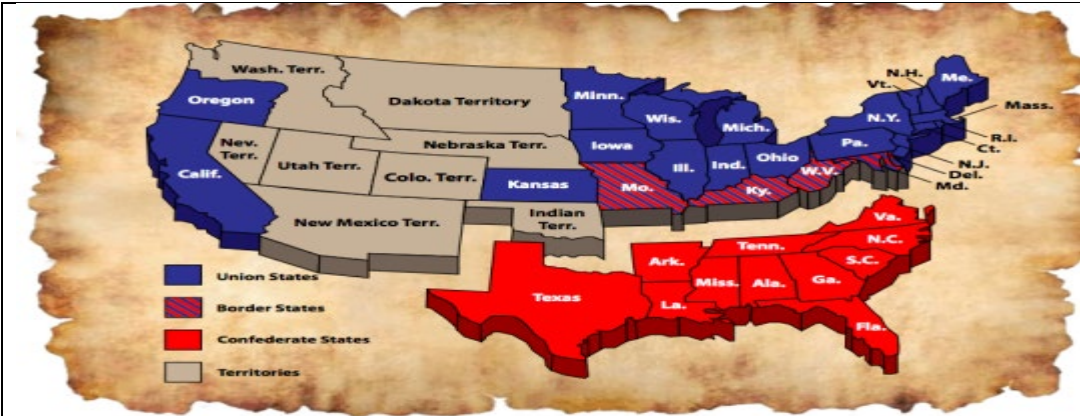 Wash. Terr.
Oregon
Dakota Territory
Minn.
Wis.
Mich.
N.H.
Vt.
Me.
Mass.
N.Y.
R.I.
Ct.
N.J.
Del.
Md.
Pa.
Nev.
Terr.
Utah Terr.
Colo. Terr.
Nebraska Terr.
Iowa
Ill.
Ind.
Ohio
Calif.
Kansas
Mo.
Ky.
W.V.
New Mexico Terr.
Indian
Terr.
Va.
N.C.
Tenn.
S.C.
Ark.
Miss.
Ala.
Ga.
Texas
La.
Fla.
Union States
Border States
Confederate States
Territories